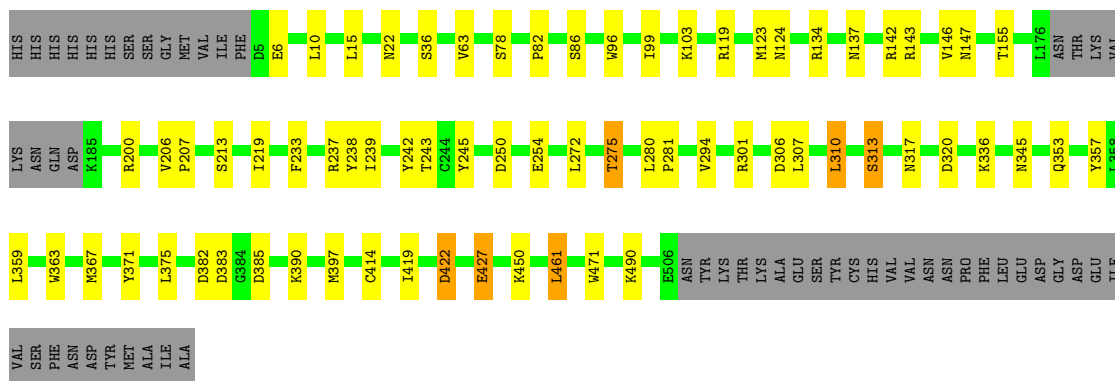 HIS HIS HIS HIS HIS HIS SER SER GLY MET VAL ILE PHE D5 E6 L10 L15 N22 S36 V63 S78 P82 S86 W96 I99 K103 R119 M123 N124 R134 N137 R142 R143 V146 N147 T155 L176 ASN THR LYS VAL
LYS ASN GLN ASP K185 R200 V206 P207 S213 I219 F233 R237 Y238 I239 Y242 T243 C244 Y245 D250 E254 L272 T275 L280 P281 V294 R301 D306 L307 L310 S313 N317 D320 K336 N345 Q353 Y357 L358
L359 W363 M367 Y371 L375 D382 D383 G384 D385 K390 M397 C414 I419 D422 E427 K450 L461 W471 K490 E506 ASN TYR LYS THR LYS ALA GLU SER TYR CYS HIS VAL VAL ASN ASN PRO PHE LEU GLU ASP GLY ASP GLU ILE
VAL SER PHE ASN ASP TYR MET ALA ILE ALA